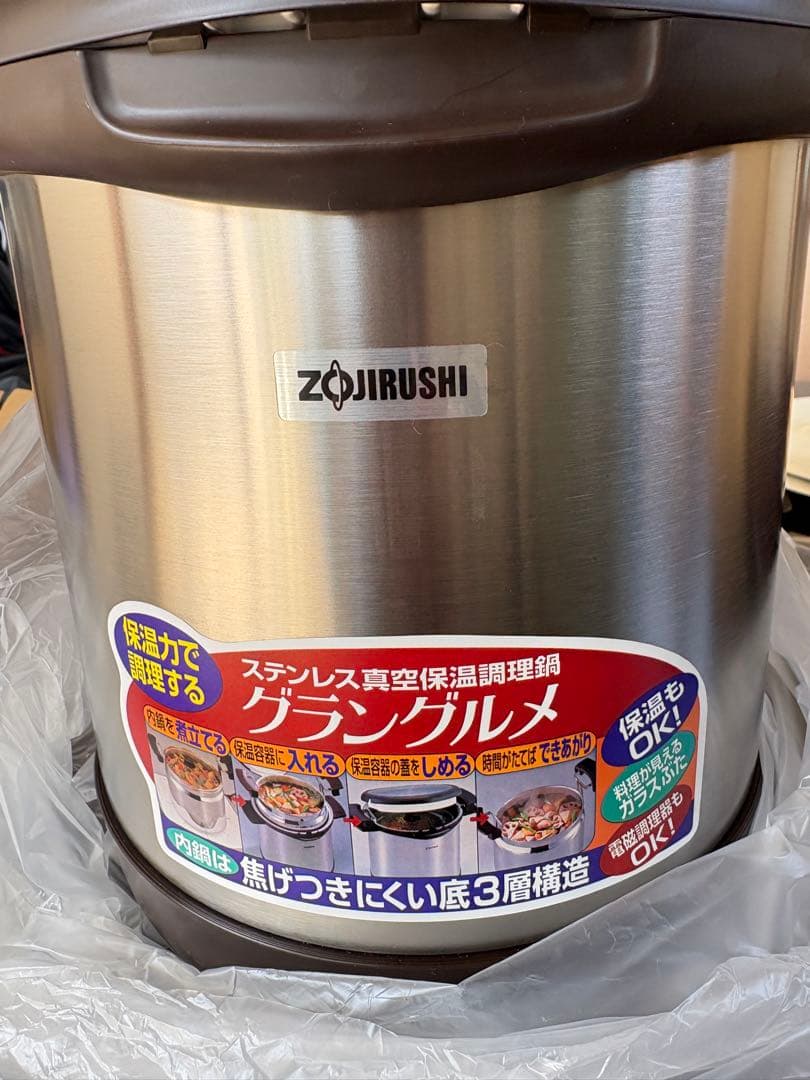 ZOJIRUSHI
保温力で
調理する
ステンレス真空保温調理鍋
グラングルメ
内鍋を煮立てる
保温容器に入れる
保温容器の蓋をしめる
時間がたてばできあがり
保温も
OK!
料理が見える
ガラスぶた
電磁調理器も
OK!
内鍋は
焦げつきにくい底3層構造